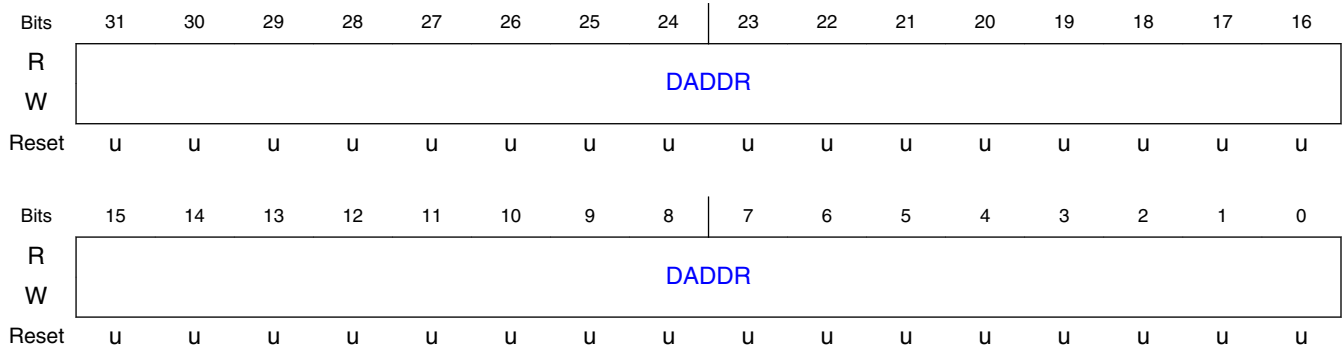 Bits 31 30 29 28 27 26 25 24 23 22 21 20 19 18 17 16
R
DADDR
W
Reset u u u u u u u u u u u u u u u u
Bits 15 14 13 12 11 10 9 8 7 6 5 4 3 2 1 0
R
DADDR
W
Reset u u u u u u u u u u u u u u u u